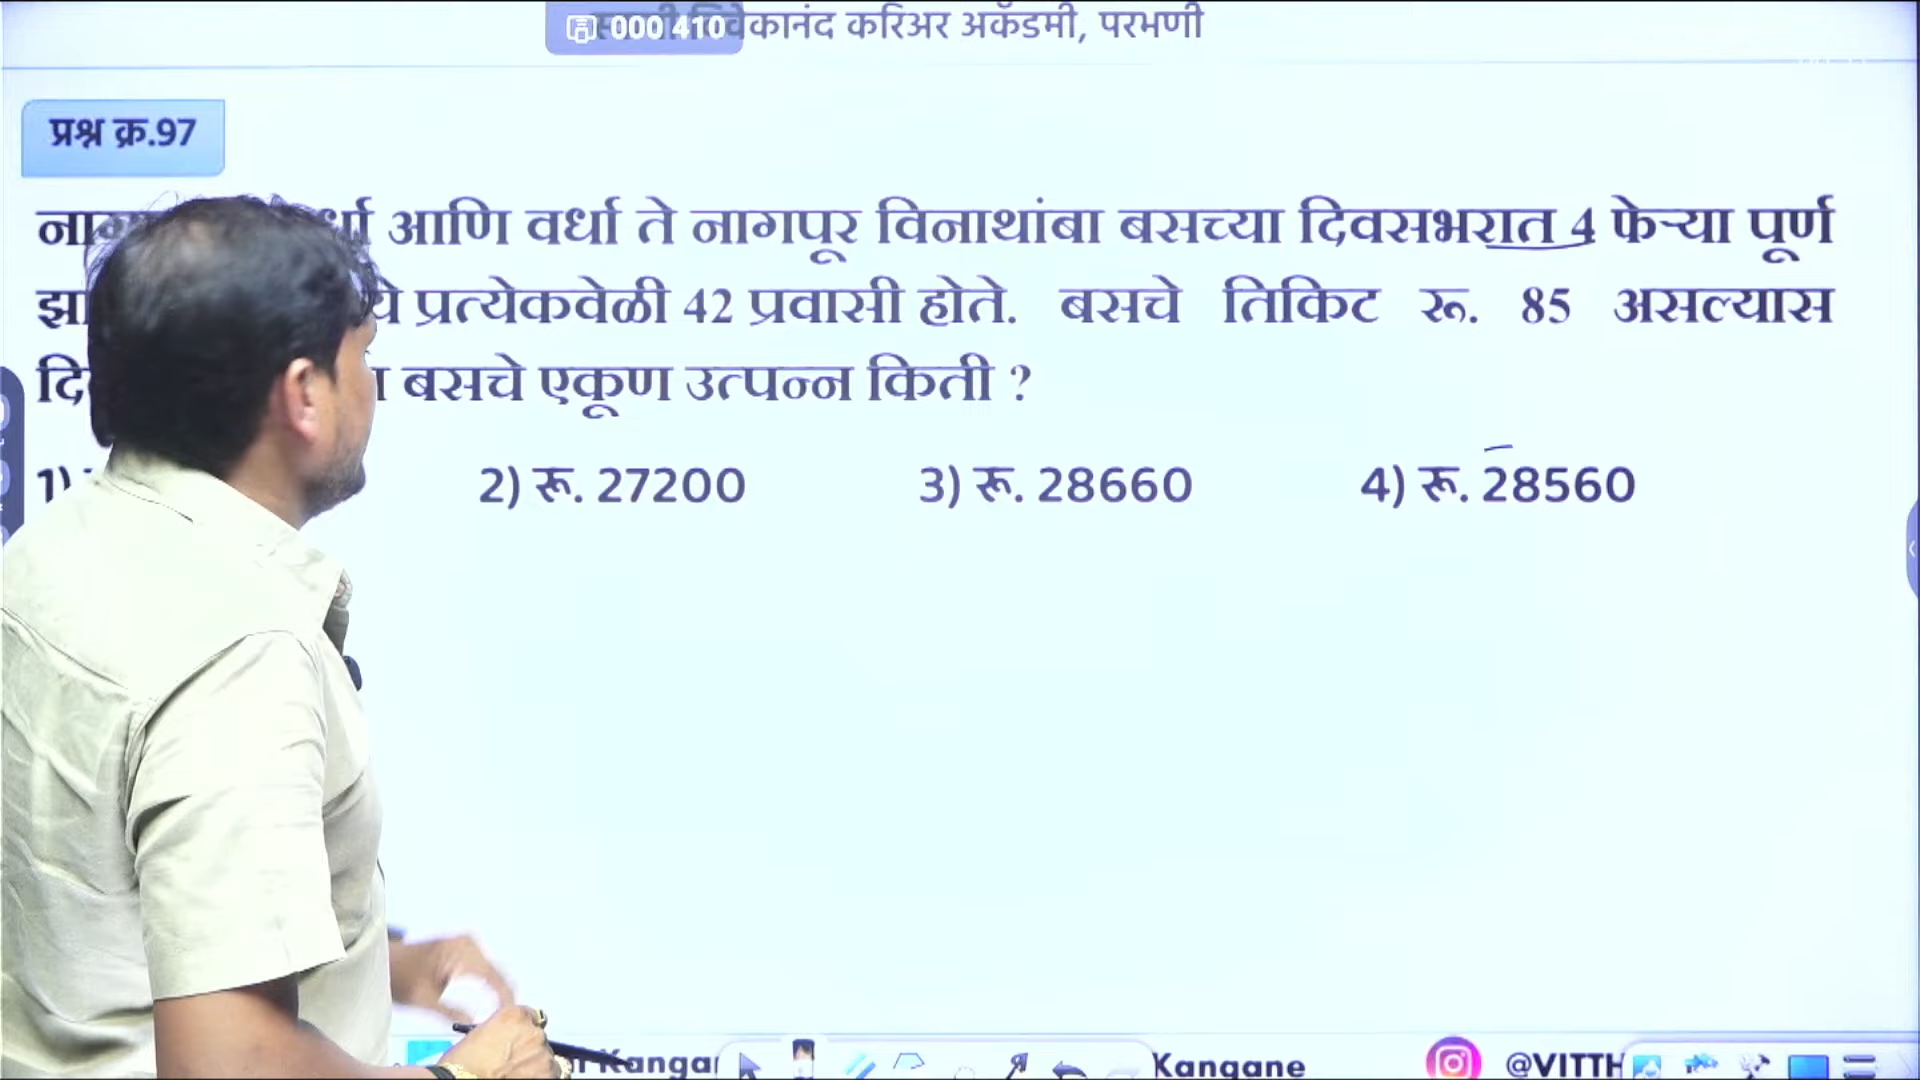 000 410 वेकानंद करिअर अकॅडमी, परभणी
प्रश्न क्र.97
आणि वर्धा ते नागपूर विनाथांबा बसच्या दिवसभरात 4 फेऱ्या पूर्ण
प्रत्येकवेळी 42 प्रवासी होते. बसचे तिकिट रू. 85 असल्यास
बसचे एकूण उत्पन्न किती ?
1) 2) रू. 27200 3) रू. 28660 4) रू. 28560
Kangane @VITTH